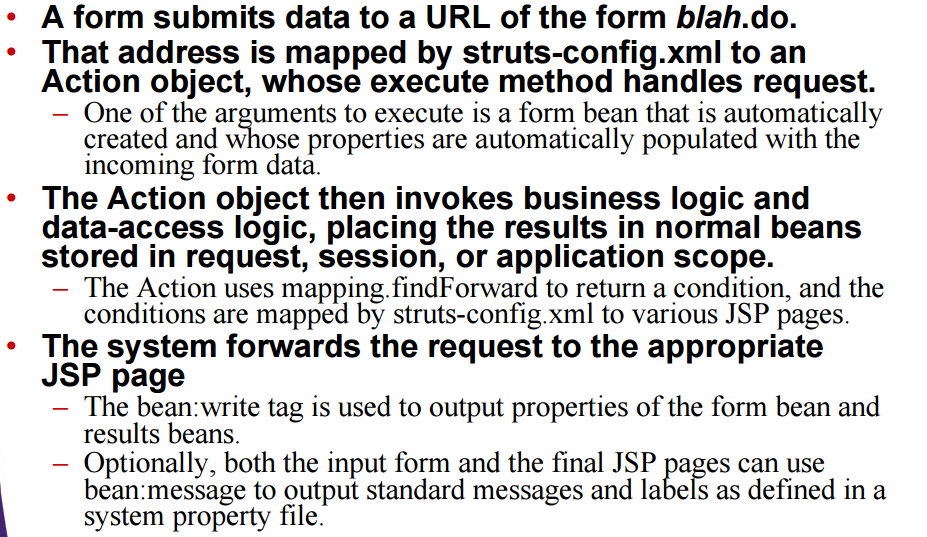 • A form submits data to a URL of the form blah.do.
• That address is mapped by struts-config.xml to an
Action object, whose execute method handles request.
– One of the arguments to execute is a form bean that is automatically
created and whose properties are automatically populated with the
incoming form data.
• The Action object then invokes business logic and
data-access logic, placing the results in normal beans
stored in request, session, or application scope.
– The Action uses mapping.findForward to return a condition, and the
conditions are mapped by struts-config.xml to various JSP pages.
• The system forwards the request to the appropriate
JSP page
– The bean:write tag is used to output properties of the form bean and
results beans.
– Optionally, both the input form and the final JSP pages can use
bean:message to output standard messages and labels as defined in a
system property file.